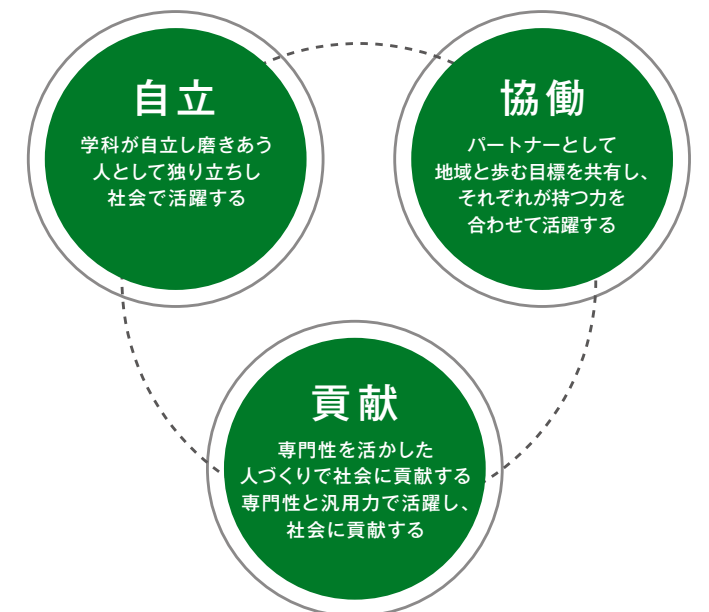 自立
学科が自立し磨きあう
人として独り立ちし
社会で活躍する
協働
パートナーとして
地域と歩む目標を共有し、
それぞれが持つ力を
合わせて活躍する
貢献
専門性を活かした
人づくりで社会に貢献する
専門性と汎用力で活躍し、
社会に貢献する